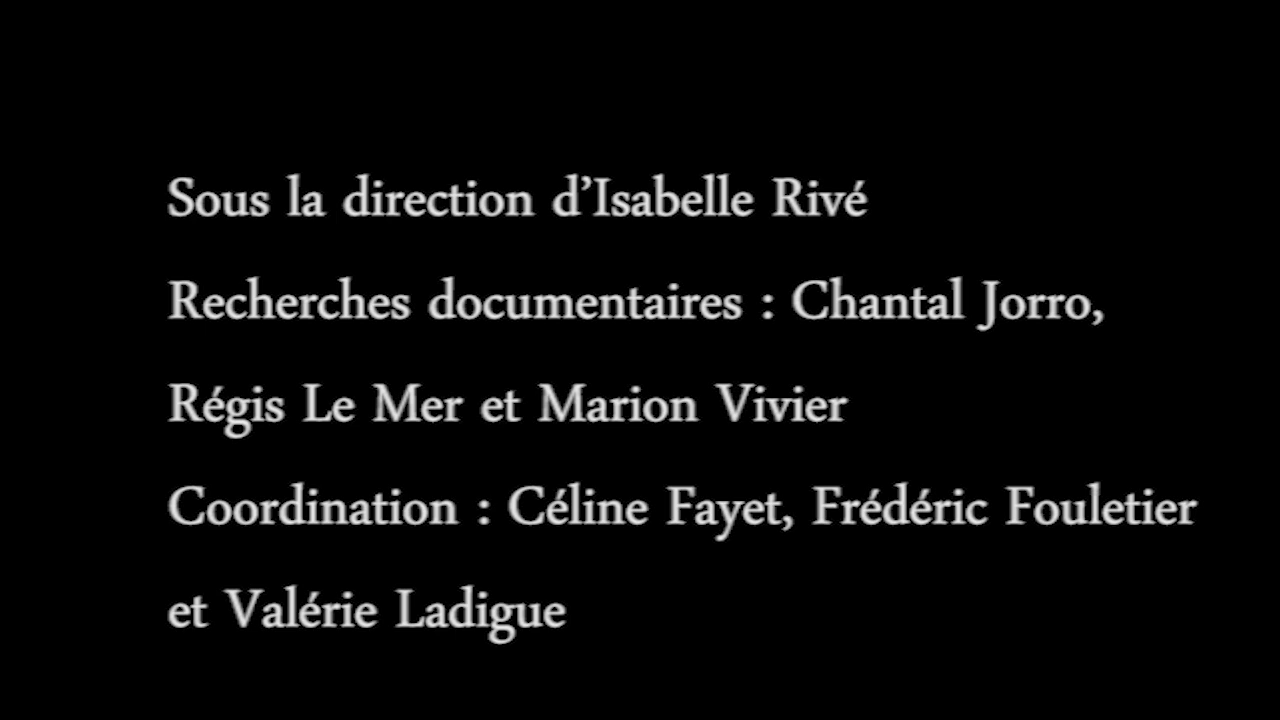 Sous la direction d’Isabelle Rivé
Recherches documentaires : Chantal Jorro,
Régis Le Mer et Marion Vivier
Coordination : Céline Fayet, Frédéric Fouletier
et Valérie Ladigue